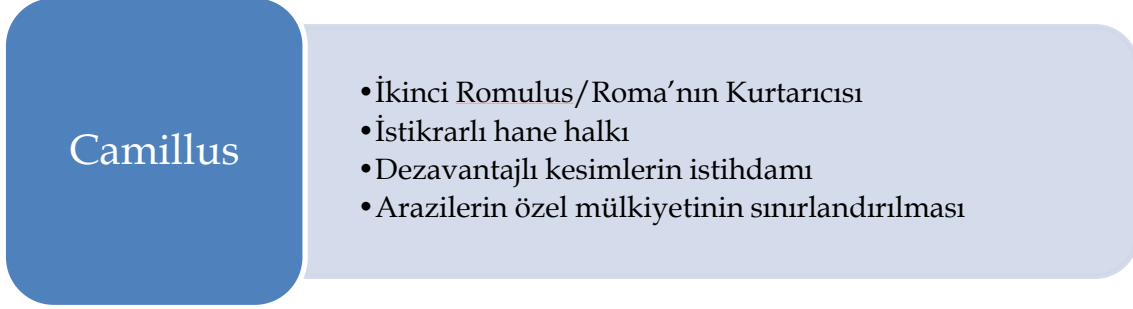 Camillus
•İkinci Romulus/Roma’nın Kurtarıcısı
•İstikrarlı hane halkı
•Dezavantajlı kesimlerin istihdamı
•Arazilerin özel mülkiyetinin sınırlandırılması